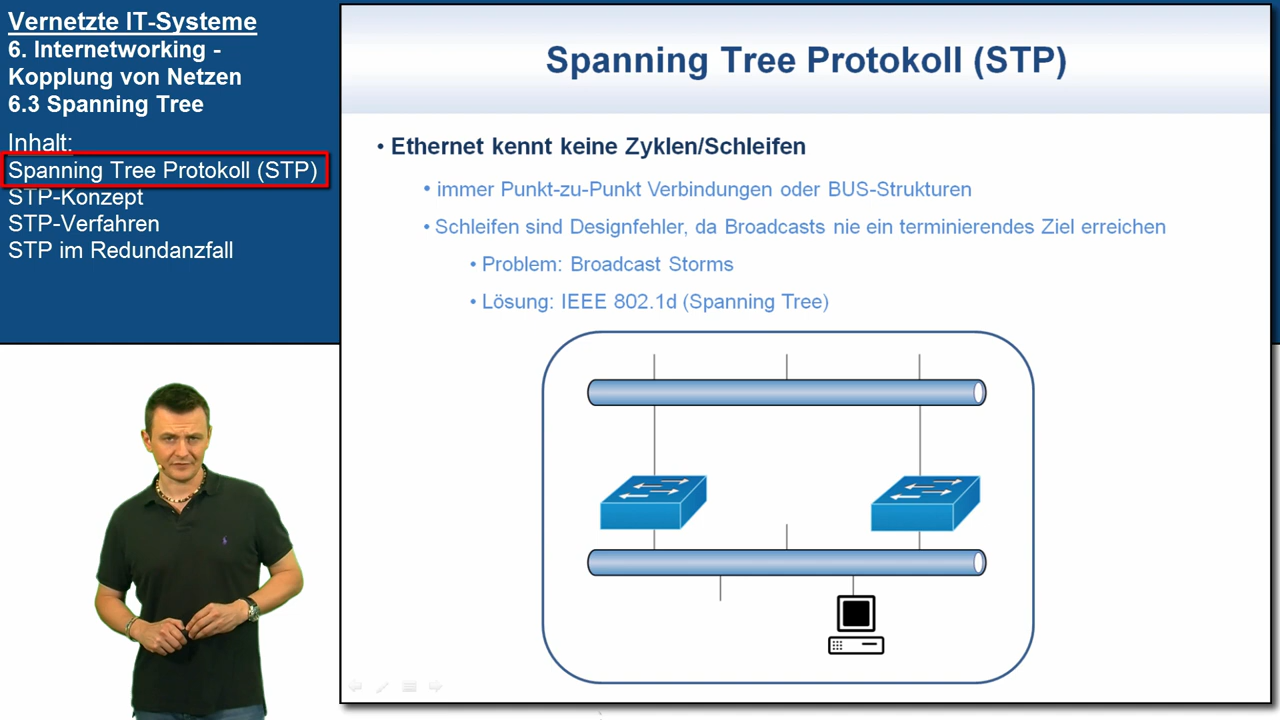 Vernetzte IT-Systeme
6. Internetworking -
Kopplung von Netzen
6.3 Spanning Tree
Inhalt:
Spanning Tree Protokoll (STP)
STP-Konzept
STP-Verfahren
STP im Redundanzfall
Spanning Tree Protokoll (STP)
• Ethernet kennt keine Zyklen/Schleifen
• immer Punkt-zu-Punkt Verbindungen oder BUS-Strukturen
• Schleifen sind Designfehler, da Broadcasts nie ein terminierendes Ziel erreichen
• Problem: Broadcast Storms
• Lösung: IEEE 802.1d (Spanning Tree)